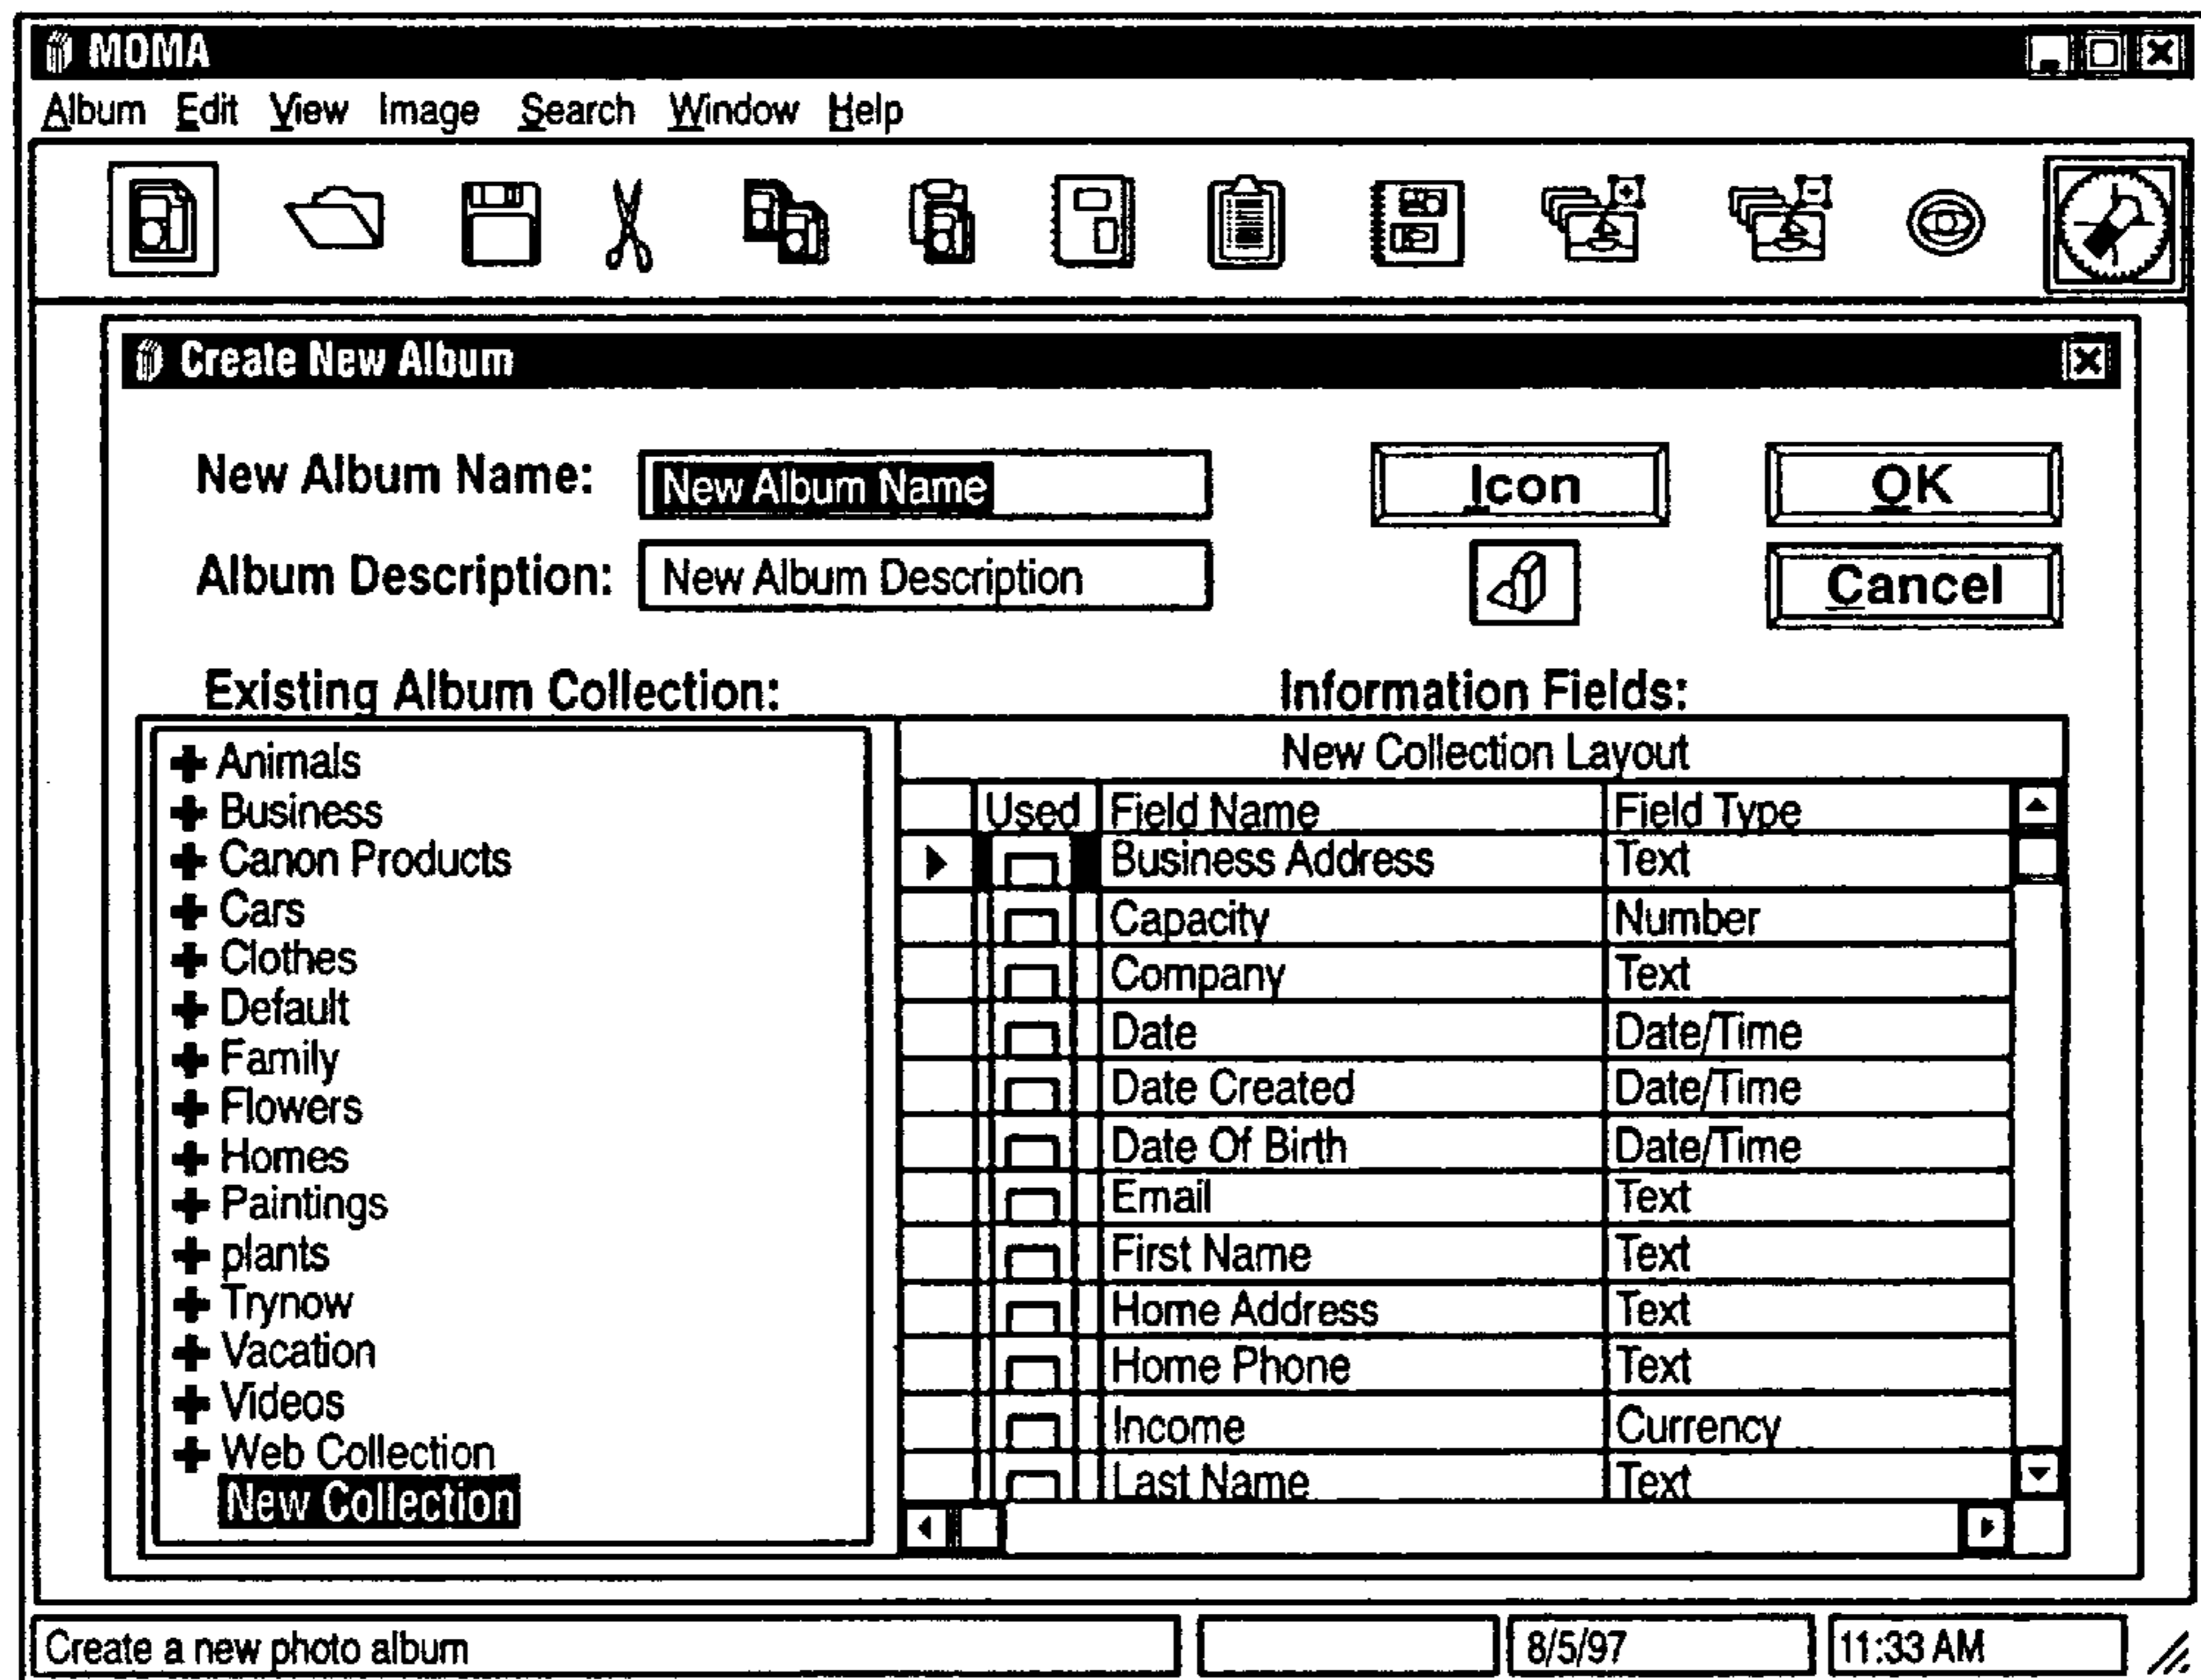 MOMA
Album Edit View Image Search Window Help
Create New Album
New Album Name: New Album Name Icon OK
Album Description: New Album Description Cancel
Existing Album Collection: Information Fields:
Animals
Business
Canon Products
Cars
Clothes
Default
Family
Flowers
Homes
Paintings
plants
Trynow
Vacation
Videos
Web Collection
New Collection
New Collection Layout
Used Field Name Field Type
Business Address Text
Capacity Number
Company Text
Date Date/Time
Date Created Date/Time
Date Of Birth Date/Time
Email Text
First Name Text
Home Address Text
Home Phone Text
Income Currency
Last Name Text
Create a new photo album 8/5/97 11:33 AM